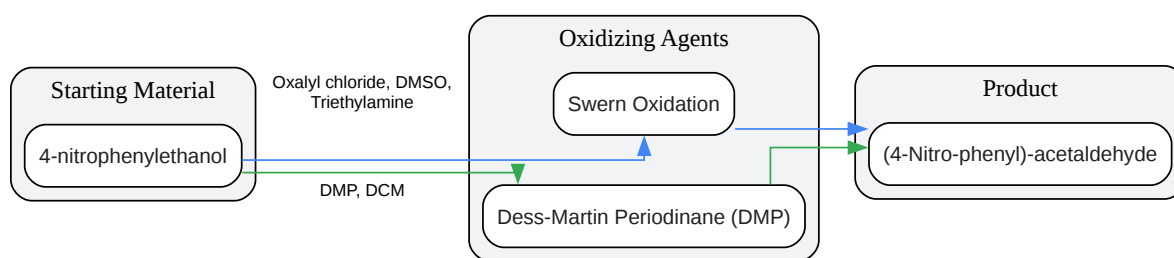 Starting Material
4-nitrophenylethanol
Oxalyl chloride, DMSO,
Triethylamine
DMP, DCM
Oxidizing Agents
Swern Oxidation
Dess-Martin Periodinane (DMP)
Product
(4-Nitro-phenyl)-acetaldehyde